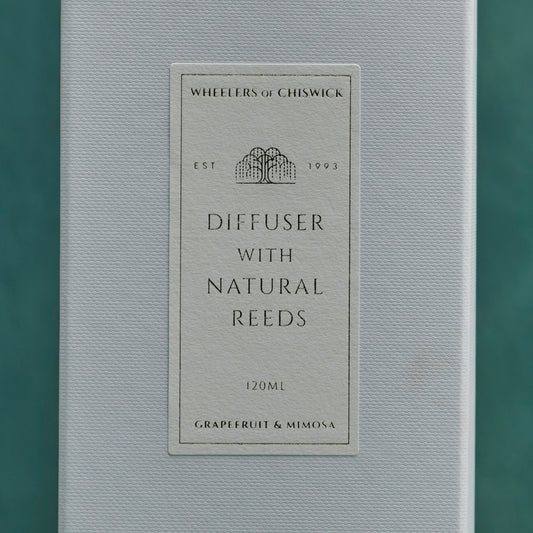 WHEELERS OF CHISWICK
EST 1993
DIFFUSER
WITH
NATURAL
REEDS
120ML
GRAPEFRUIT & MIMOSA